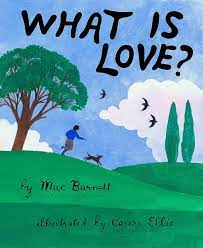 WHAT IS
LOVE?
by Mac Barnett
illustrated by Carson Ellis